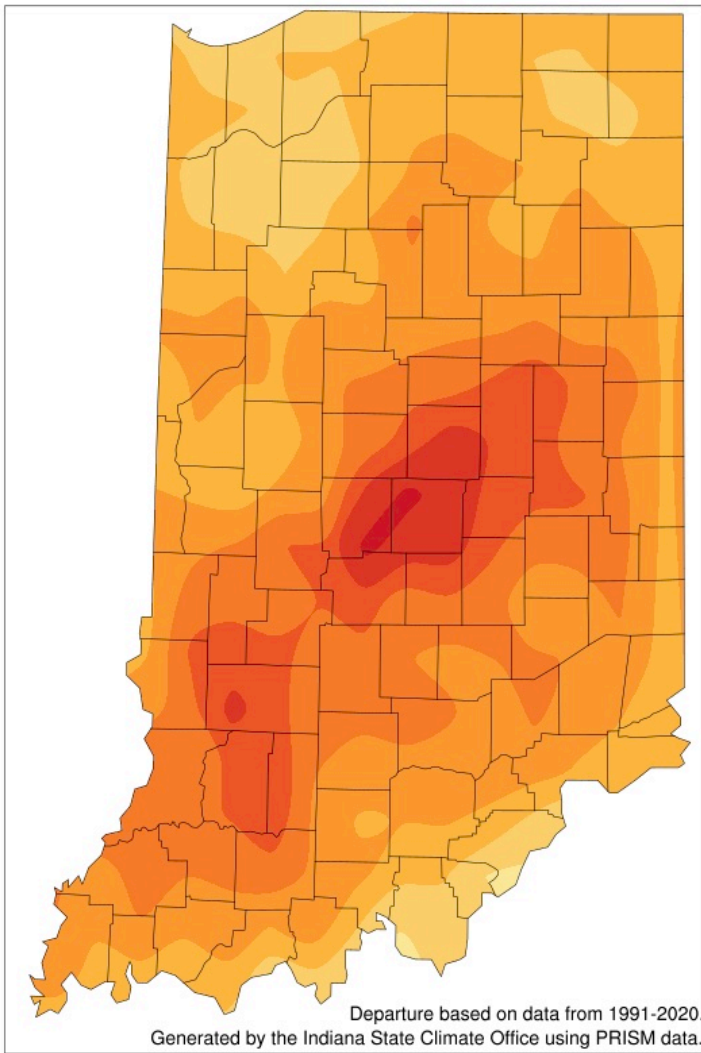 Departure based on data from 1991-2020.
Generated by the Indiana State Climate Office using PRISM data.